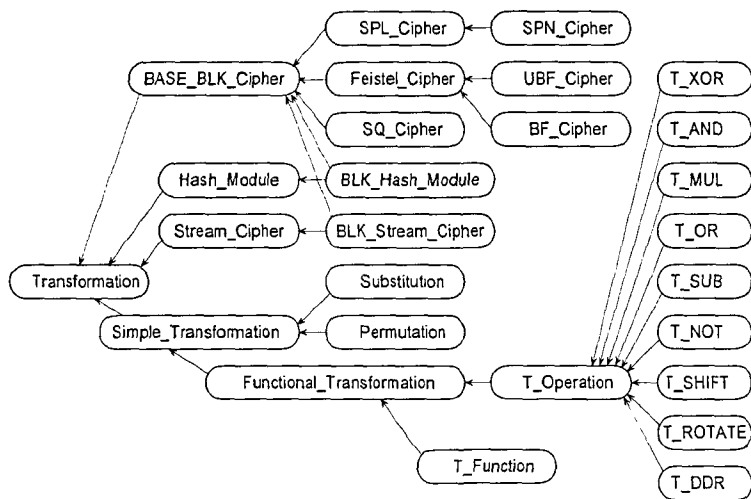 SPL_Cipher
SPN_Cipher
BASE_BLK_Cipher
Feistel_Cipher
UBF_Cipher
T_XOR
SQ_Cipher
BF_Cipher
T_AND
Hash_Module
BLK_Hash_Module
T_MUL
Stream_Cipher
BLK_Stream_Cipher
T_OR
Transformation
Substitution
T_SUB
Simple_Transformation
Permutation
T_NOT
Functional_Transformation
T_Operation
T_SHIFT
T_ROTATE
T_Function
T_DDR